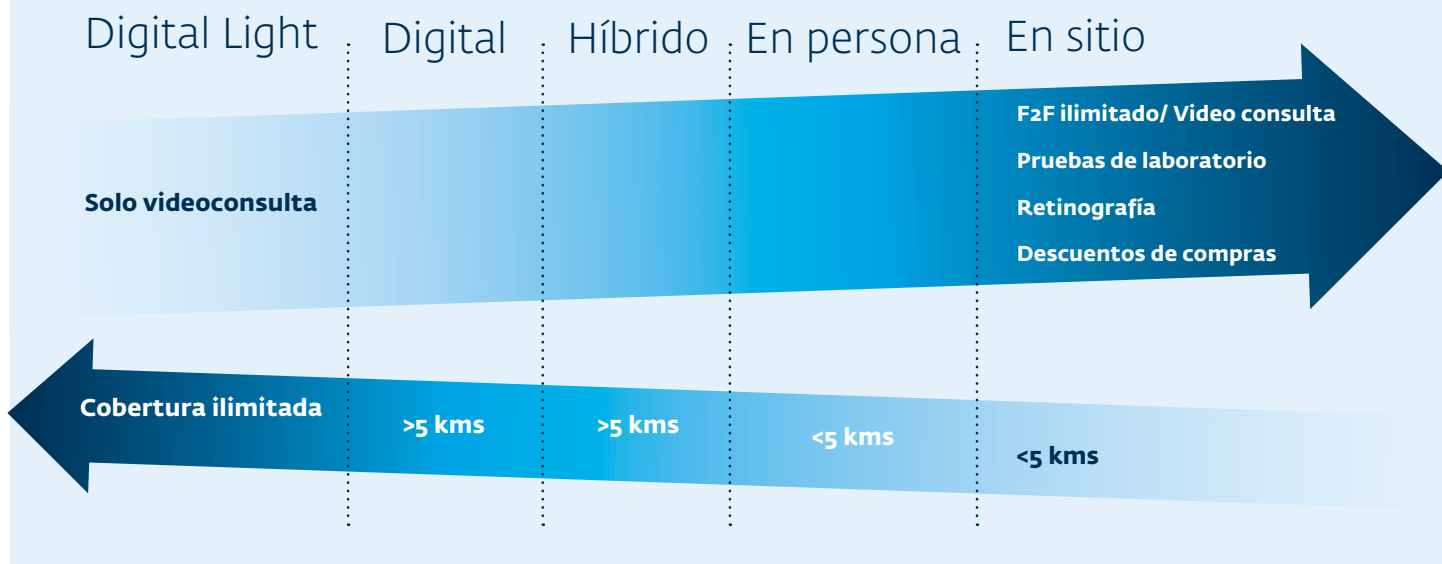 Digital Light
Digital
Híbrido
En persona
En sitio
Solo videoconsulta
F2F ilimitado/ Video consulta
Pruebas de laboratorio
Retinografía
Descuentos de compras
Cobertura ilimitada
>5 kms
>5 kms
<5 kms
<5 kms